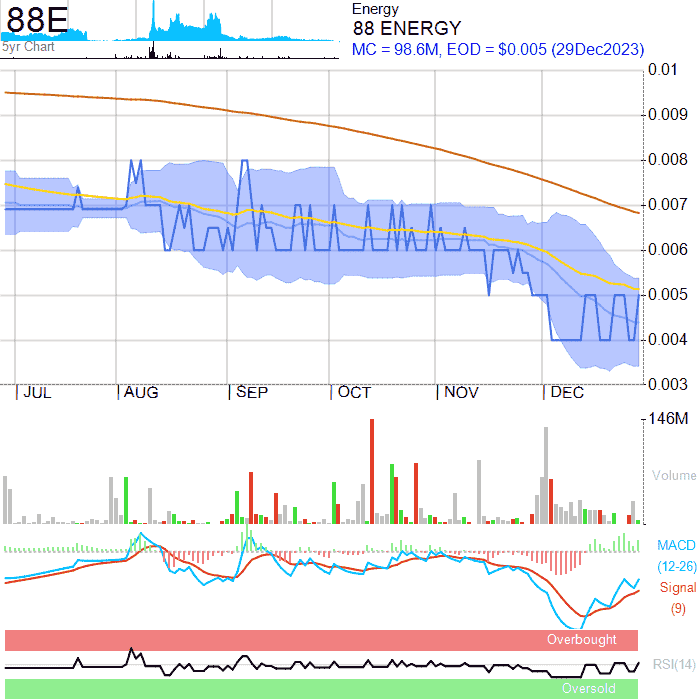 88E
5yr Chart
Energy
88 ENERGY
MC = 98.6M, EOD = $0.005 (29Dec2023)
0.01
0.009
0.008
0.007
0.006
0.005
0.004
0.003
JUL AUG SEP OCT NOV DEC
146M
Volume
MACD
(12-26)
Signal
(9)
Overbought
RSI(14)
Oversold